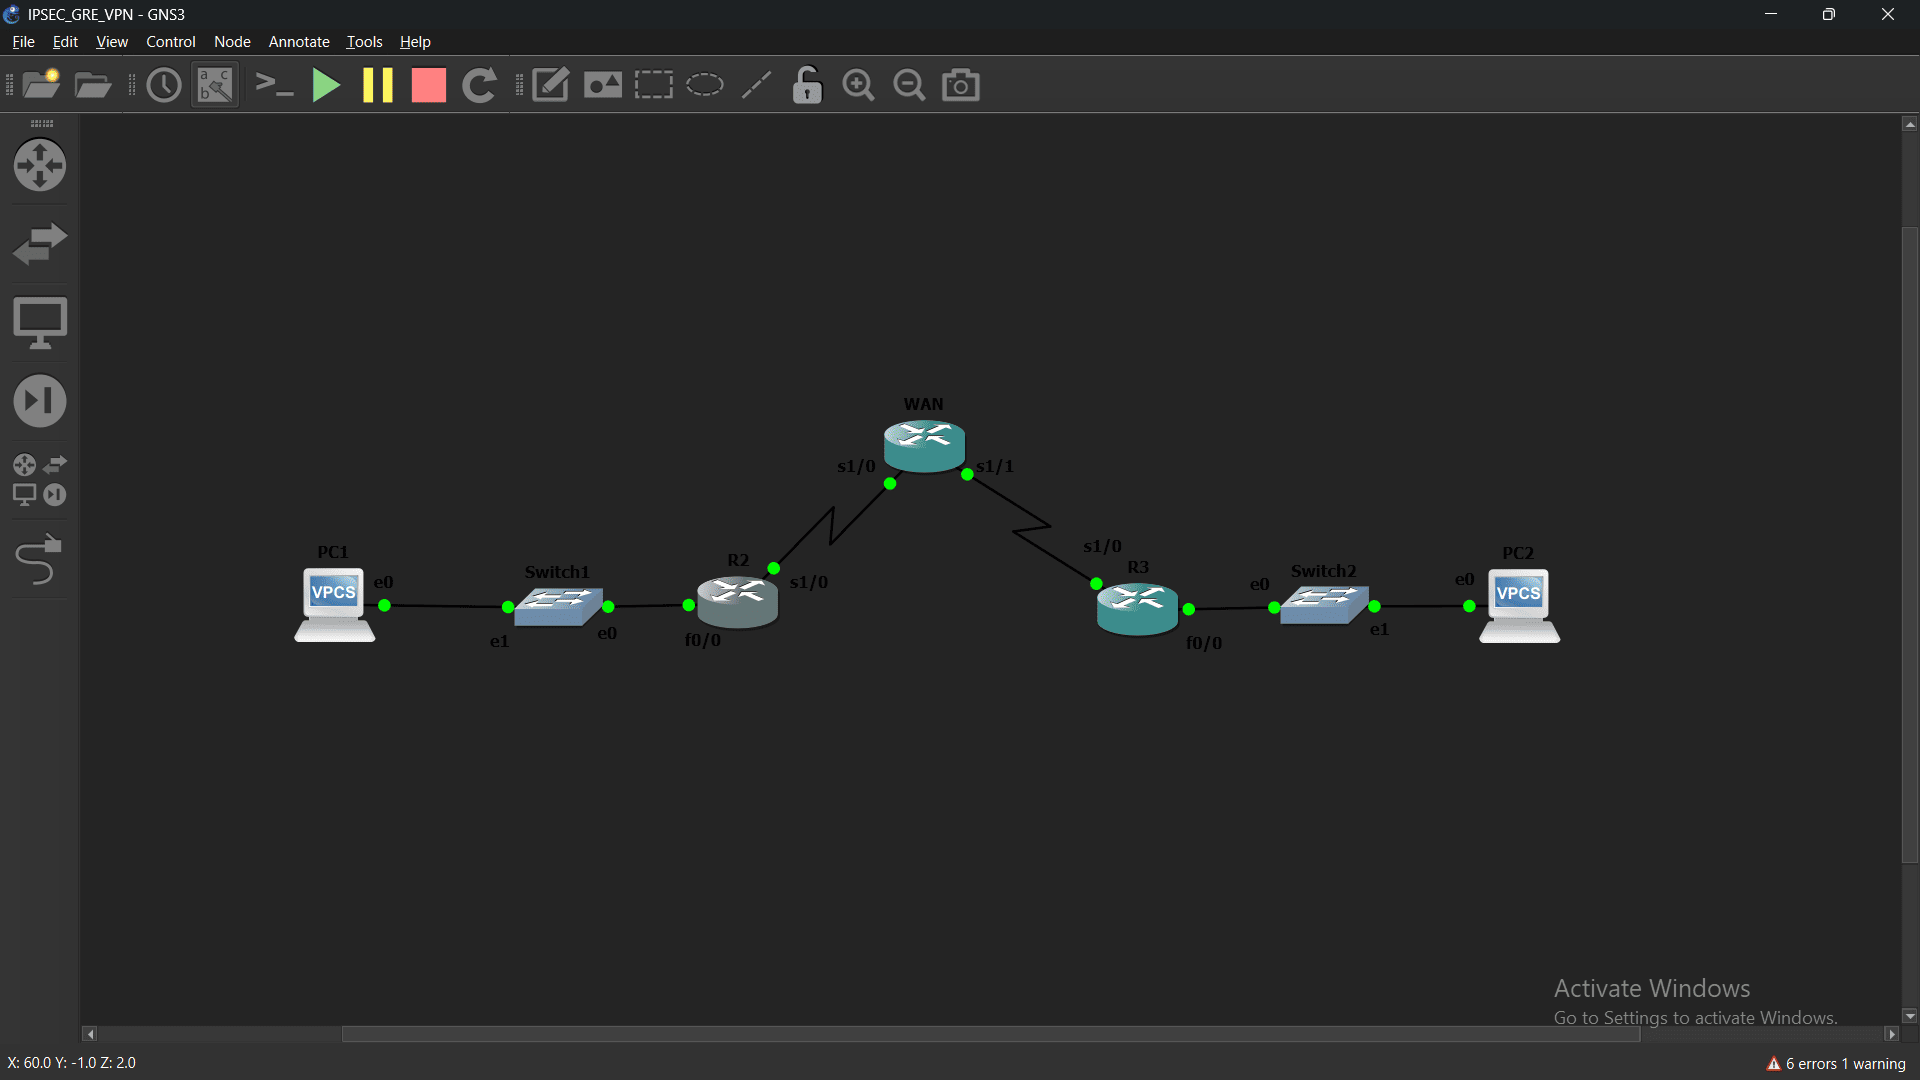 IPSEC_GRE_VPN - GNS3
File Edit View Control Node Annotate Tools Help
a c
b
WAN
s1/0
s1/1
s1/0
PC1
R2
R3
PC2
VPCS
e0
Switch1
s1/0
e0
Switch2
e0
VPCS
e1
e0
f0/0
f0/0
e1
Activate Windows
Go to Settings to activate Windows.
X: 60.0 Y: -1.0 Z: 2.0
6 errors 1 warning